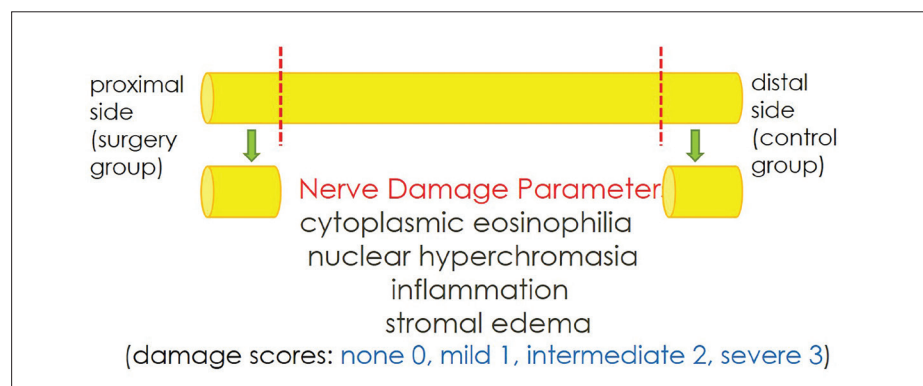 proximal
side
(surgery
group)
distal
side
(control
group)
Nerve Damage Parameter
cytoplasmic eosinophilia
nuclear hyperchromasia
inflammation
stromal edema
(damage scores: none 0, mild 1, intermediate 2, severe 3)